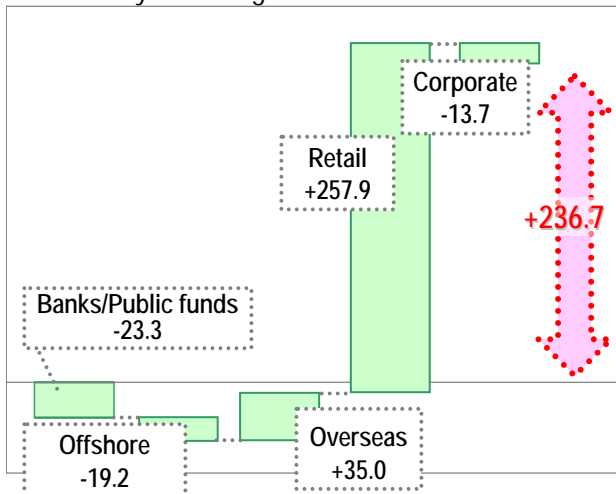 Corporate
-13.7
Retail
+257.9
+236.7
Banks/Public funds
-23.3
Offshore
-19.2
Overseas
+35.0